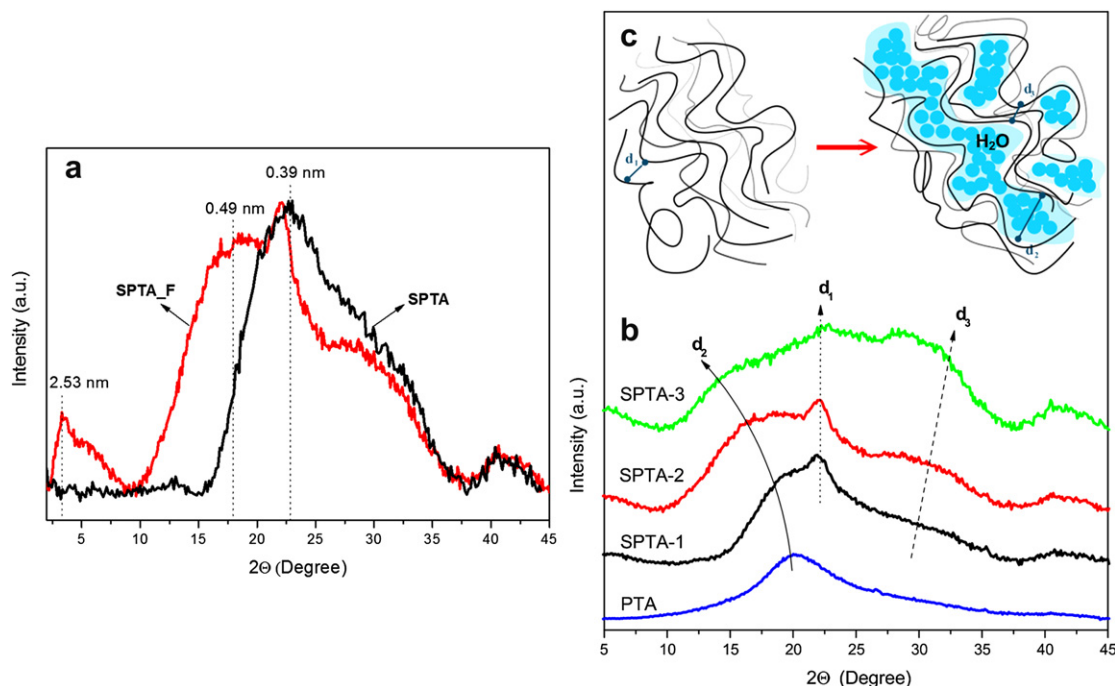 a
2.53 nm
0.49 nm
0.39 nm
SPTA_F
SPTA
Intensity (a.u.)
2Θ (Degree)
0 5 10 15 20 25 30 35 40 45
c
d₁
H₂O
d₃
d₂
b
d₂
d₁
d₃
SPTA-3
SPTA-2
SPTA-1
PTA
Intensity (a.u.)
5 10 15 20 25 30 35 40 45
2Θ (Degree)